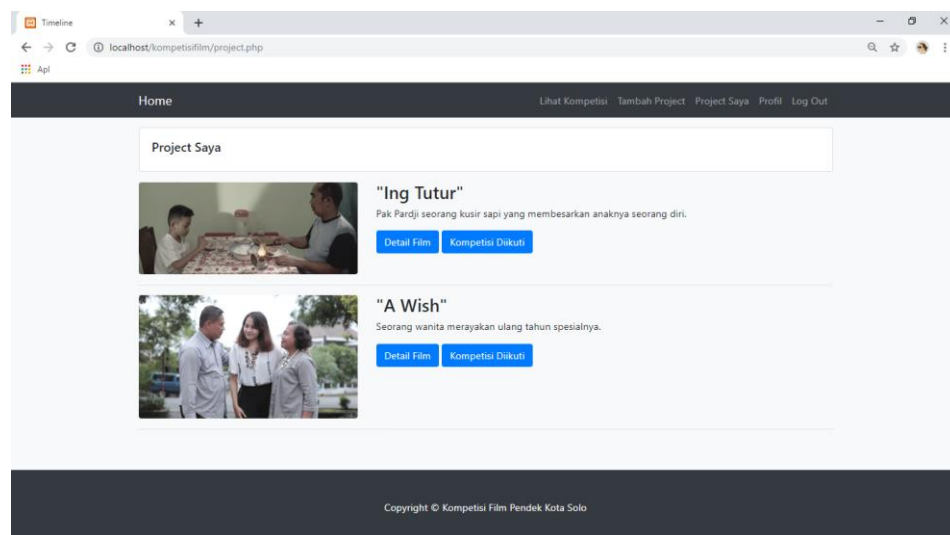 Timeline
localhost/kompetisifilm/project.php
Apl
Home Lihat Kompetisi Tambah Project Project Saya Profil Log Out
Project Saya
"Ing Tutur"
Pak Pardji seorang kusir sapi yang membesarkan anaknya seorang diri.
Detail Film Kompetisi Diikuti
"A Wish"
Seorang wanita merayakan ulang tahun spesialnya.
Detail Film Kompetisi Diikuti
Copyright © Kompetisi Film Pendek Kota Solo